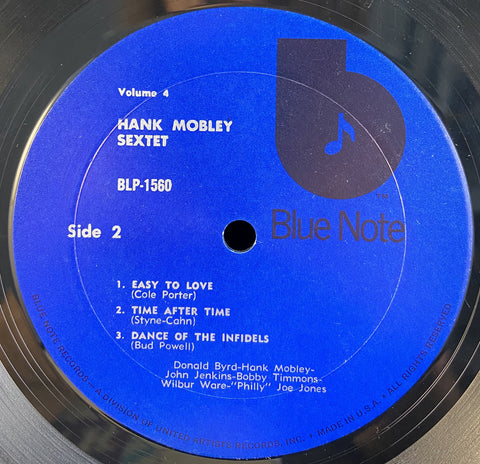 Volume 4
HANK MOBLEY
SEXTET
BLP-1560
Side 2
Blue Note
TM
1. EASY TO LOVE
(Cole Porter)
2. TIME AFTER TIME
(Styne-Cahn)
3. DANCE OF THE INFIDELS
(Bud Powell)
Donald Byrd-Hank Mobley-
John Jenkins-Bobby Timmons-
Wilbur Ware-"Philly" Joe Jones
BLUE NOTE RECORDS — A DIVISION OF UNITED ARTISTS RECORDS, INC. • MADE IN U.S.A. • ALL RIGHTS RESERVED